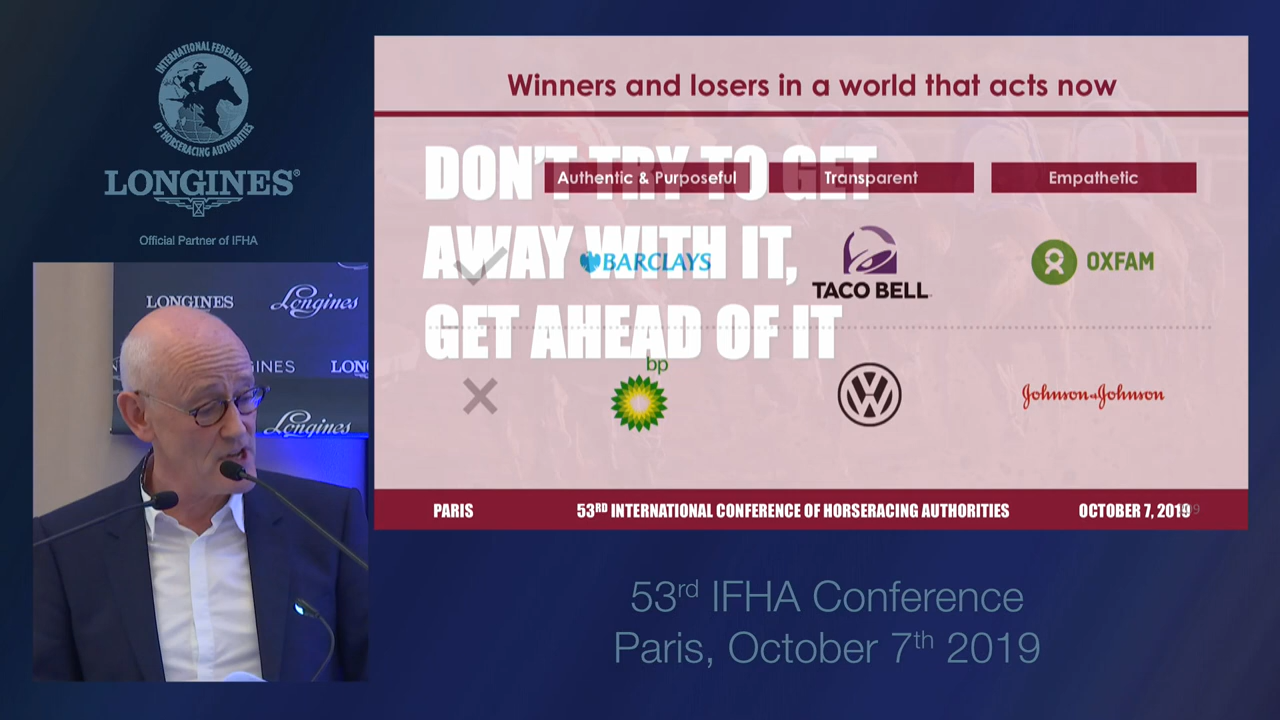 INTERNATIONAL FEDERATION
OF HORSERACING AUTHORITIES
LONGINES®
Official Partner of IFHA
LONGINES
Longines
INES
LON
Longines
Winners and losers in a world that acts now
DON'T TRY TO GET
AWAY WITH IT,
GET AHEAD OF IT
Authentic & Purposeful
Transparent
Empathetic
BARCLAYS
TACO BELL
OXFAM
bp
VW
Johnson & Johnson
PARIS
53RD INTERNATIONAL CONFERENCE OF HORSERACING AUTHORITIES
OCTOBER 7, 2019
53rd IFHA Conference
Paris, October 7th 2019